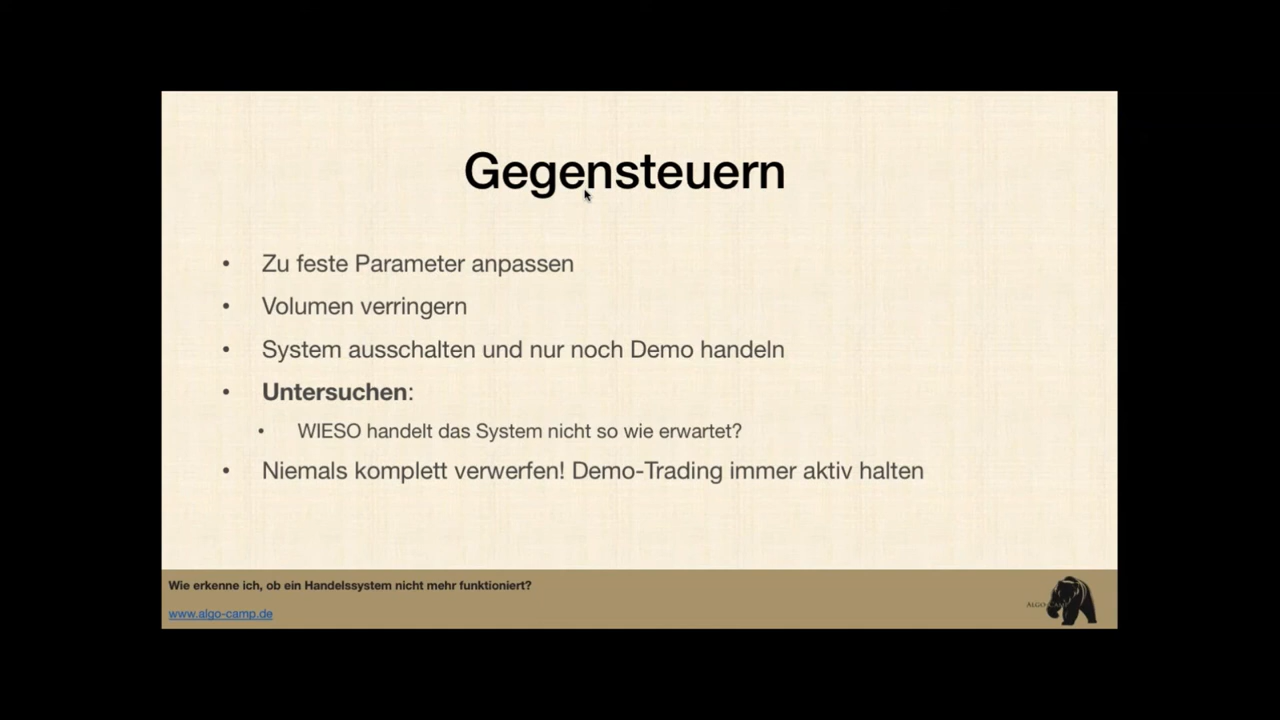 Gegensteuern
• Zu feste Parameter anpassen
• Volumen verringern
• System ausschalten und nur noch Demo handeln
• Untersuchen:
• WIESO handelt das System nicht so wie erwartet?
• Niemals komplett verwerfen! Demo-Trading immer aktiv halten
Wie erkenne ich, ob ein Handelssystem nicht mehr funktioniert?
www.algo-camp.de